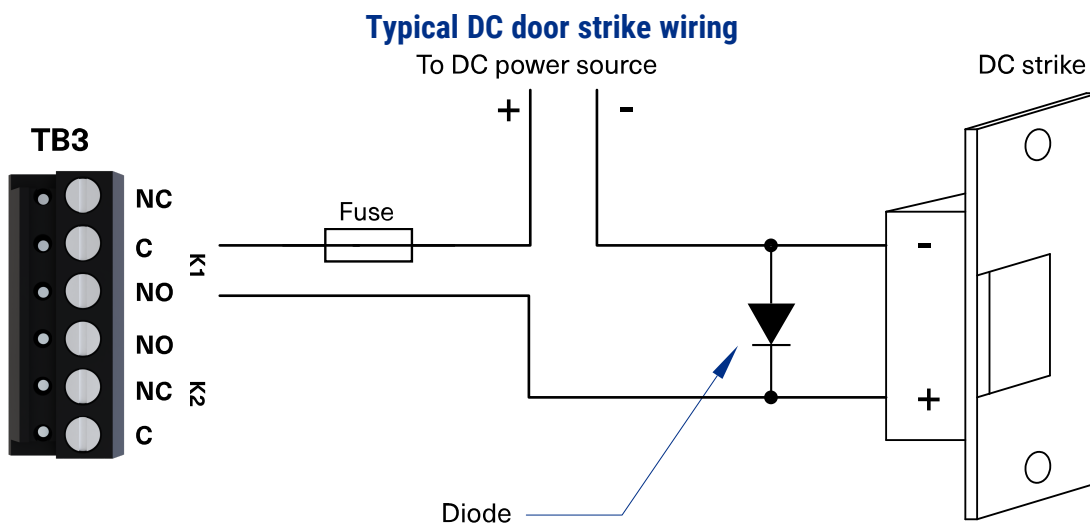 Typical DC door strike wiring
To DC power source
DC strike
+
-
TB3
NC
Fuse
C
K1
-
NO
NO
NC
K2
+
C
Diode